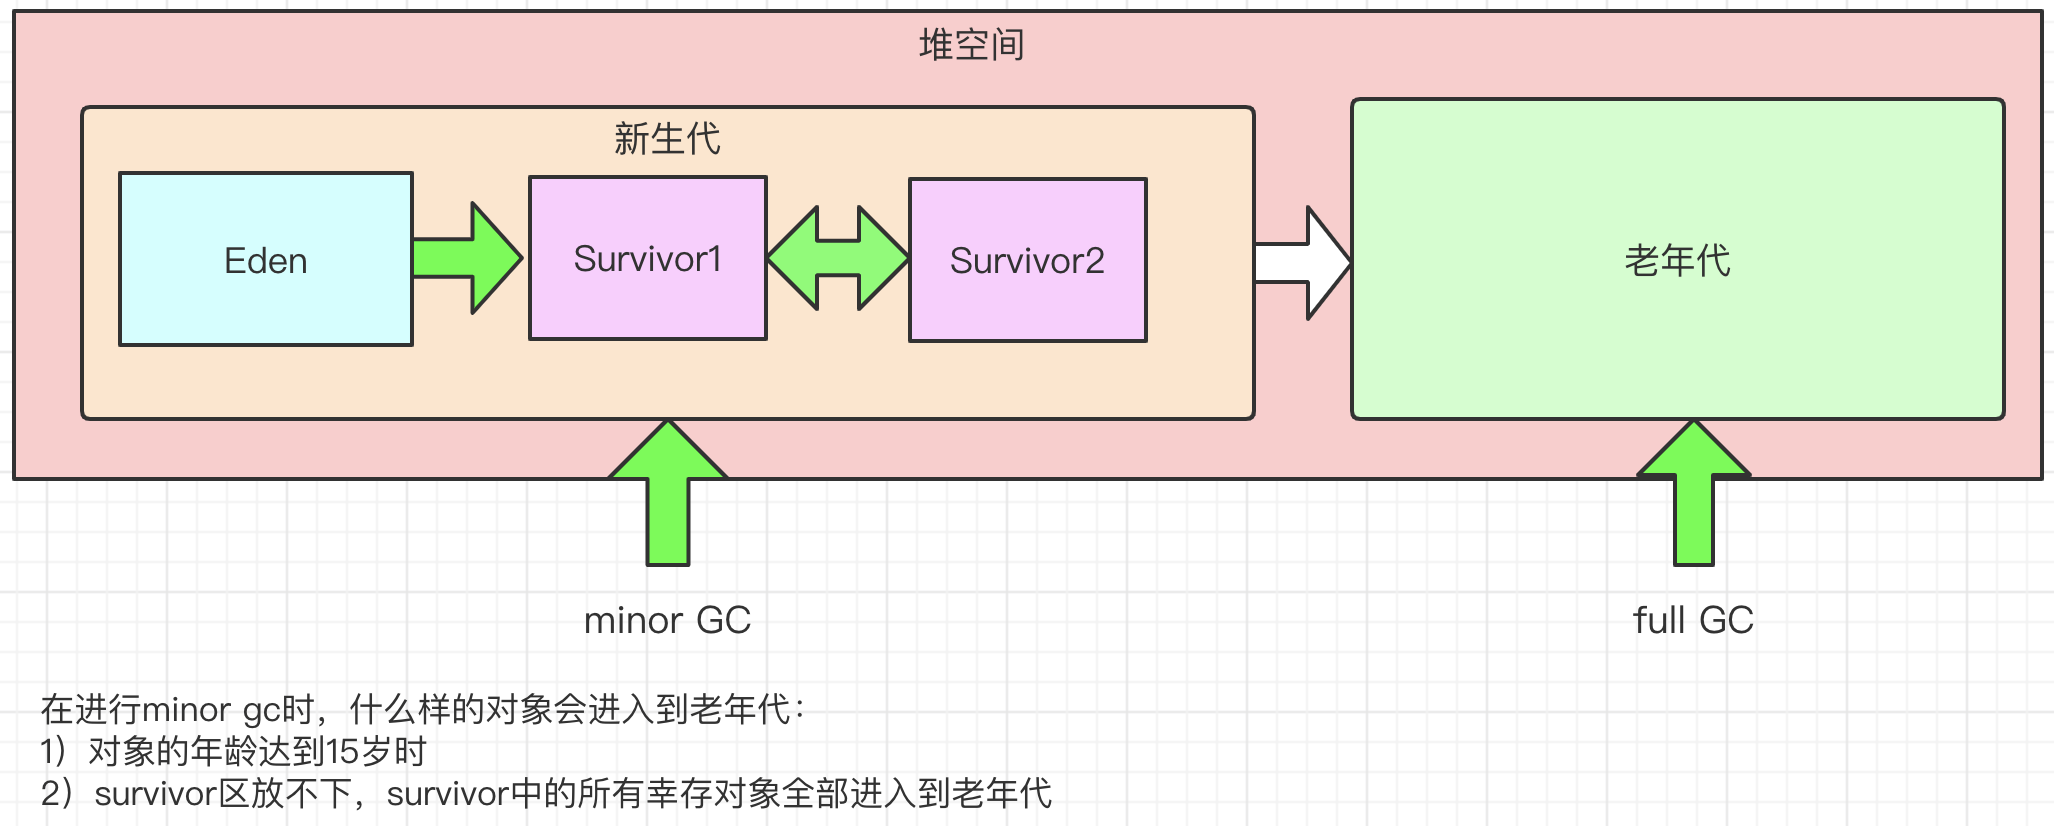 堆空间
新生代
Eden
Survivor1
Survivor2
老年代
minor GC
full GC
在进行minor gc时，什么样的对象会进入到老年代：
1）对象的年龄达到15岁时
2）survivor区放不下，survivor中的所有幸存对象全部进入到老年代